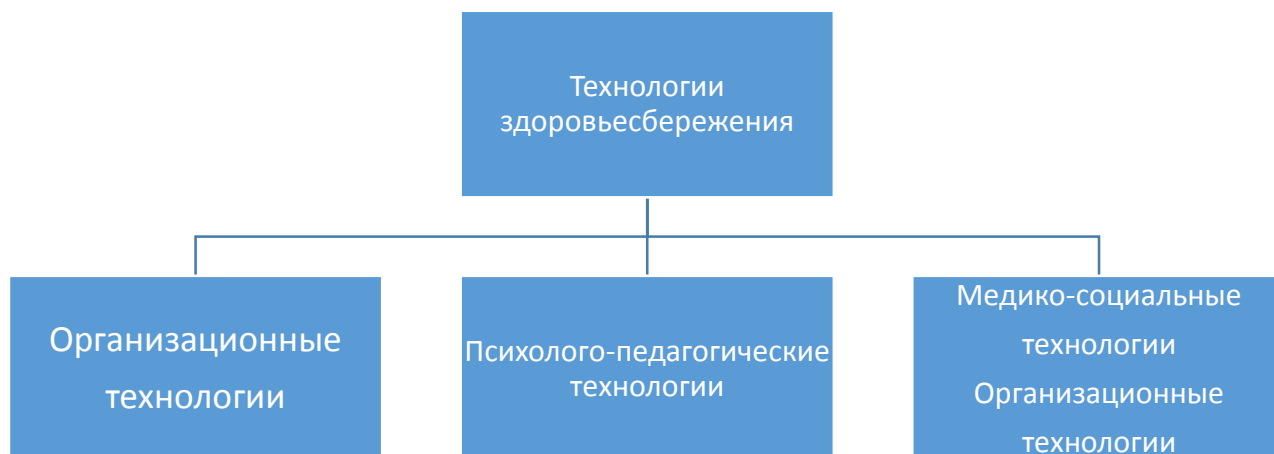 Технологии
здоровьесбережения
Организационные
технологии
Психолого-педагогические
технологии
Медико-социальные
технологии
Организационные
технологии